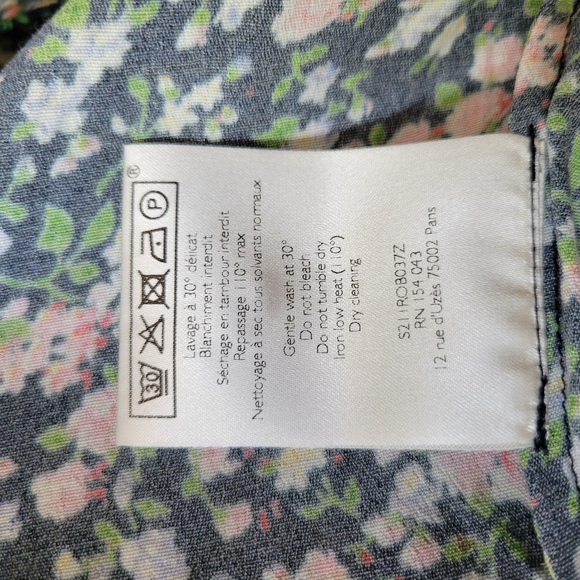 ®
30 P
Lavage à 30° délicat
Blanchiment interdit
Séchage en tambour interdit
Repassage 110° max
Nettoyage à sec tous solvants normaux
Gentle wash at 30°
Do not bleach
Do not tumble dry
Iron low heat (110°)
Dry cleaning
S2111ROB037Z
RN 154 043
12 rue d'Uzès 75002 Paris